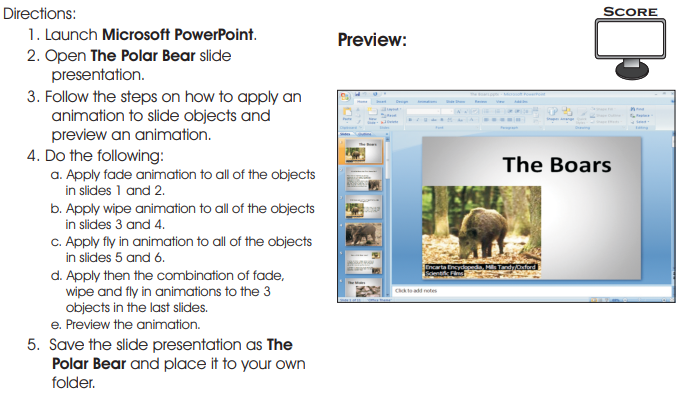 Directions:
1. Launch Microsoft PowerPoint.
2. Open The Polar Bear slide
presentation.
3. Follow the steps on how to apply an
animation to slide objects and
preview an animation.
4. Do the following:
a. Apply fade animation to all of the objects
in slides 1 and 2.
b. Apply wipe animation to all of the objects
in slides 3 and 4.
c. Apply fly in animation to all of the objects
in slides 5 and 6.
d. Apply then the combination of fade,
wipe and fly in animations to the 3
objects in the last slides.
e. Preview the animation.
5. Save the slide presentation as The
Polar Bear and place it to your own
folder.
Preview:
SCORE
The Boars
Encarta Encyclopedia, Mills Tandy/Oxford
Scientific Films
Click to add notes